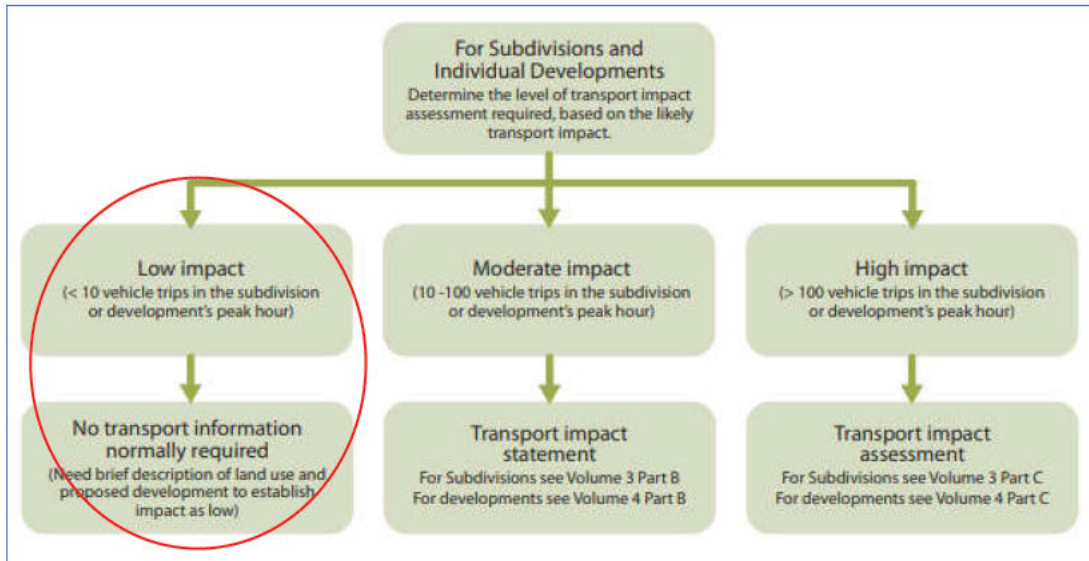 For Subdivisions and
Individual Developments
Determine the level of transport impact
assessment required, based on the likely
transport impact.
Low impact
(< 10 vehicle trips in the subdivision
or development's peak hour)
Moderate impact
(10 -100 vehicle trips in the subdivision
or development's peak hour)
High impact
(> 100 vehicle trips in the subdivision
or development's peak hour)
No transport information
normally required
(Need brief description of land use and
proposed development to establish
impact as low)
Transport impact
statement
For Subdivisions see Volume 3 Part B
For developments see Volume 4 Part B
Transport impact
assessment
For Subdivisions see Volume 3 Part C
For developments see Volume 4 Part C